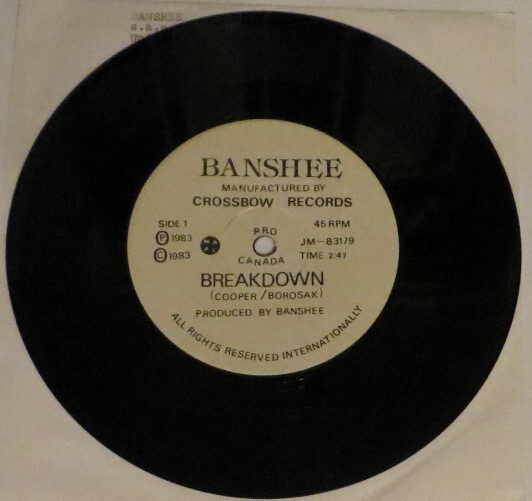 BANSHEE
BANSHEE
MANUFACTURED BY
CROSSBOW RECORDS
SIDE 1
45 RPM
Ⓟ 1983
P.R.O
CANADA
JM-83179
Ⓒ 1983
TIME 2:47
BREAKDOWN
(COOPER / BOROSAK)
PRODUCED BY BANSHEE
ALL RIGHTS RESERVED INTERNATIONALLY